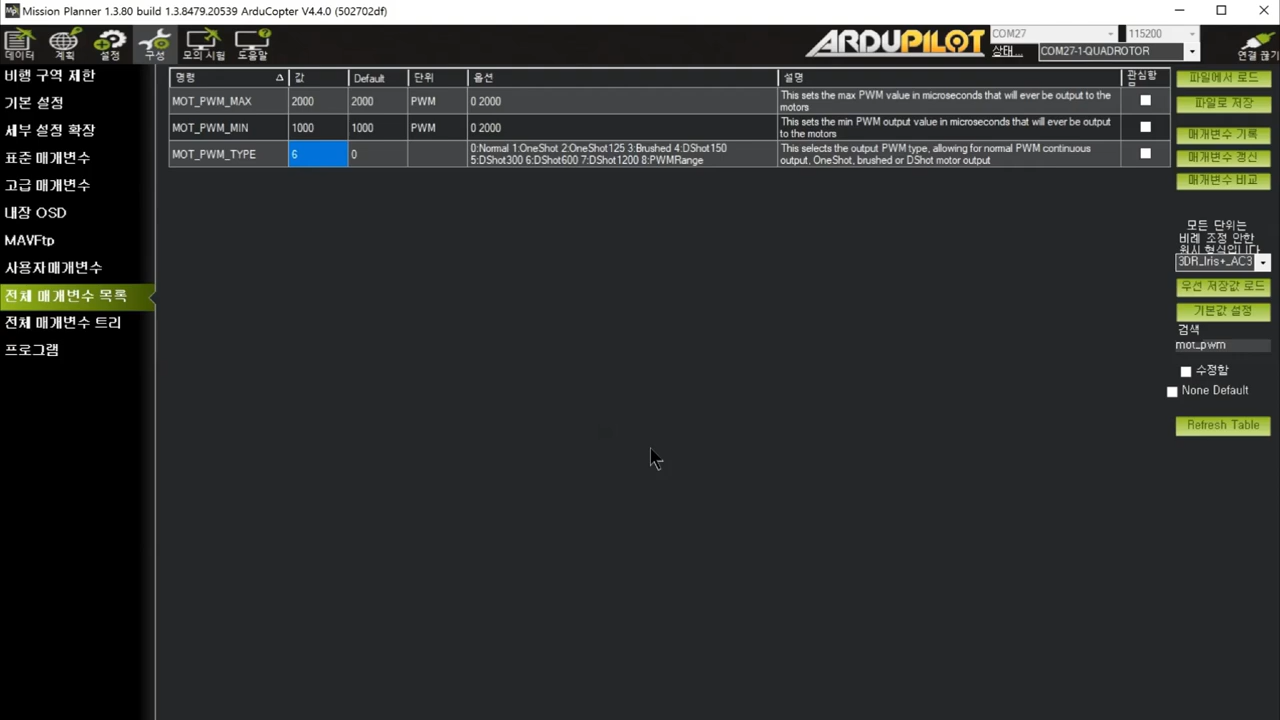 Mission Planner 1.3.80 build 1.3.8479.20539 ArduCopter V4.4.0 (502702df)
데이터 계획 설정 구성 모의 시험 도움말
ARDUPILOT
COM27 115200
상태... COM27-1-QUADROTOR
연결 끊기
비행 구역 제한
기본 설정
세부 설정 확장
표준 매개변수
고급 매개변수
내장 OSD
MAVFtp
사용자매개변수
전체 매개변수 목록
전체 매개변수 트리
프로그램
명령 값 Default 단위 옵션 설명 관심항
MOT_PWM_MAX 2000 2000 PWM 0 2000 This sets the max PWM value in microseconds that will ever be output to the
motors
MOT_PWM_MIN 1000 1000 PWM 0 2000 This sets the min PWM output value in microseconds that will ever be output
to the motors
MOT_PWM_TYPE 6 0 0:Normal 1:OneShot 2:OneShot125 3:Brushed 4:DShot150
5:DShot300 6:DShot600 7:DShot1200 8:PWMRange
This selects the output PWM type, allowing for normal PWM continuous
output, OneShot, brushed or DShot motor output
파일에서 로드
파일로 저장
매개변수 기록
매개변수 갱신
매개변수 비교
모든 단위는
비례 조정 안한
원시 형식입니다
3DR_Iris+_AC3
우선 저장값 로드
기본값 설정
검색
mot_pwm
수정함
None Default
Refresh Table